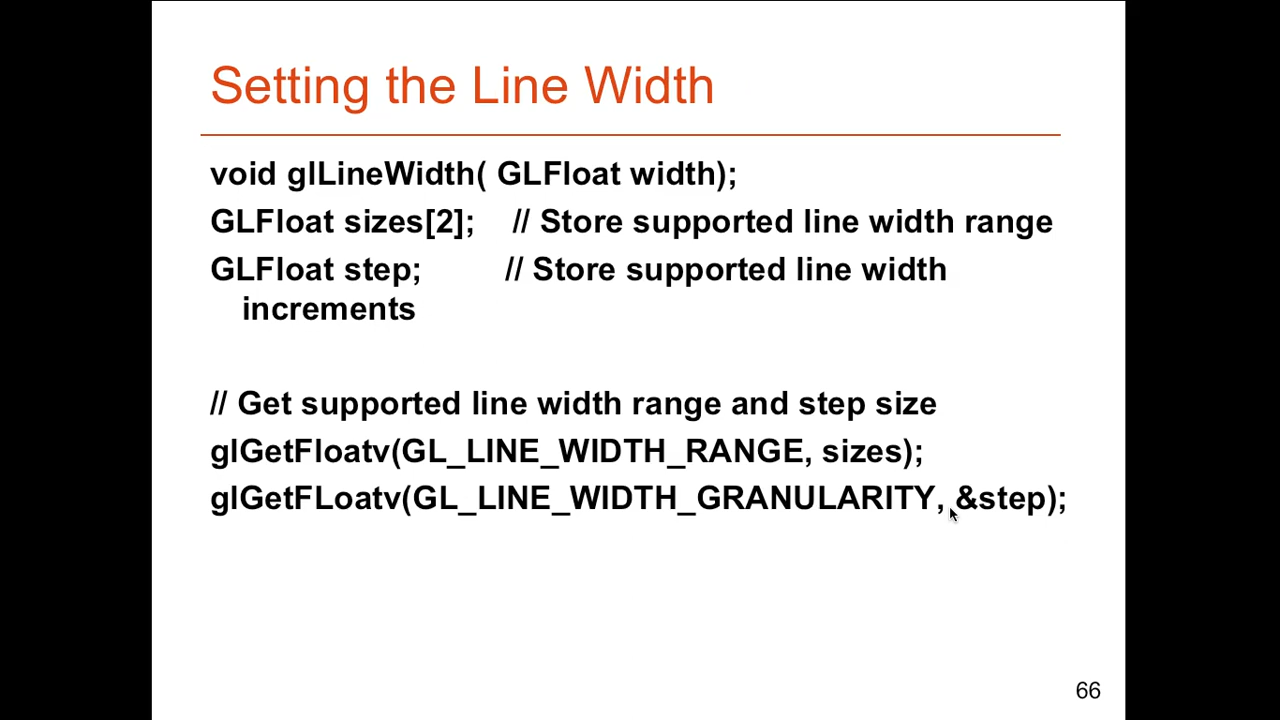 Setting the Line Width
void glLineWidth( GLFloat width);
GLFloat sizes[2]; // Store supported line width range
GLFloat step; // Store supported line width
increments
// Get supported line width range and step size
glGetFloatv(GL_LINE_WIDTH_RANGE, sizes);
glGetFLoatv(GL_LINE_WIDTH_GRANULARITY, &step);
66